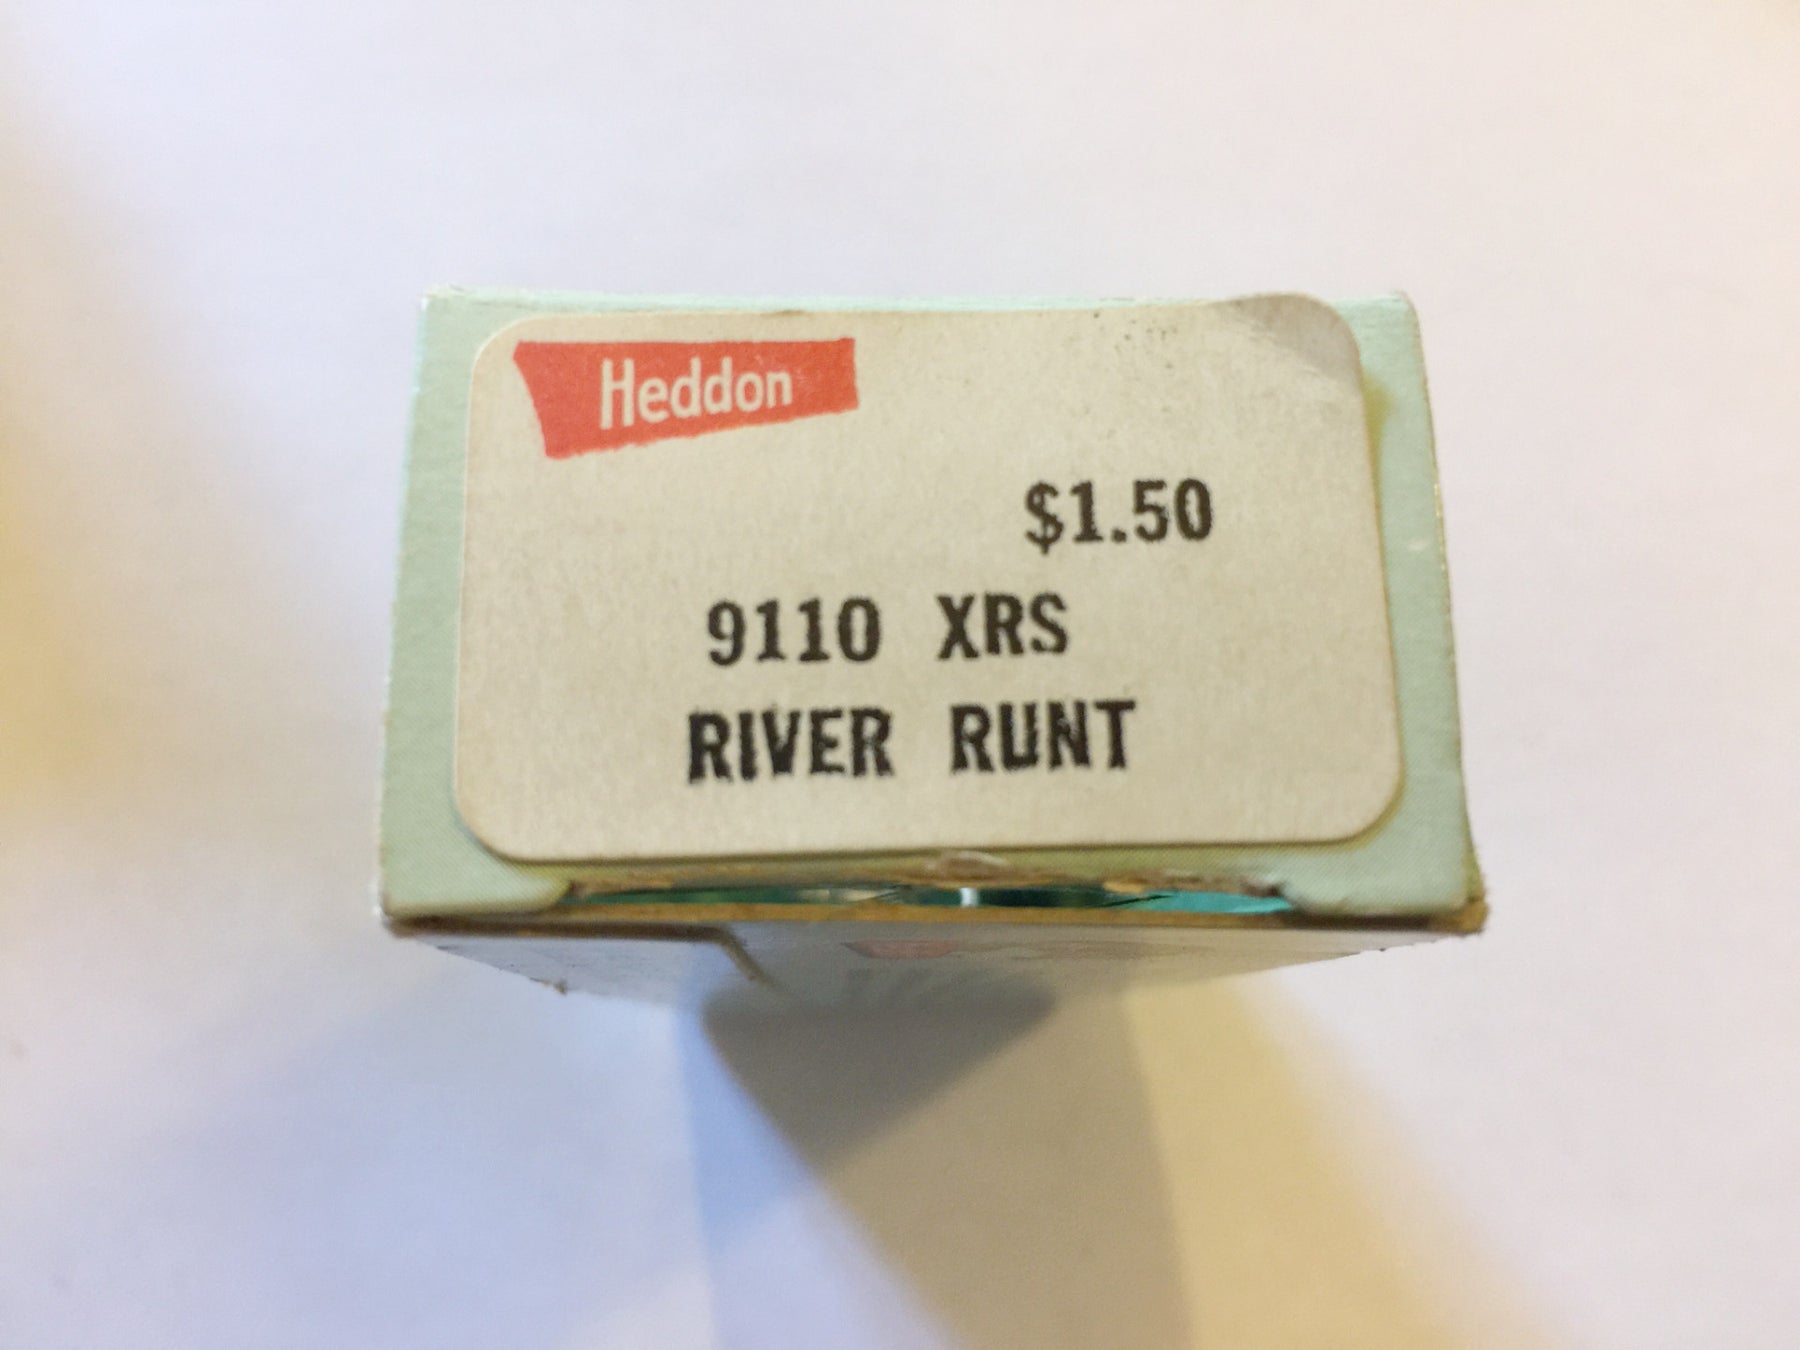 Heddon
$1.50
9110 XRS
RIVER RUNT